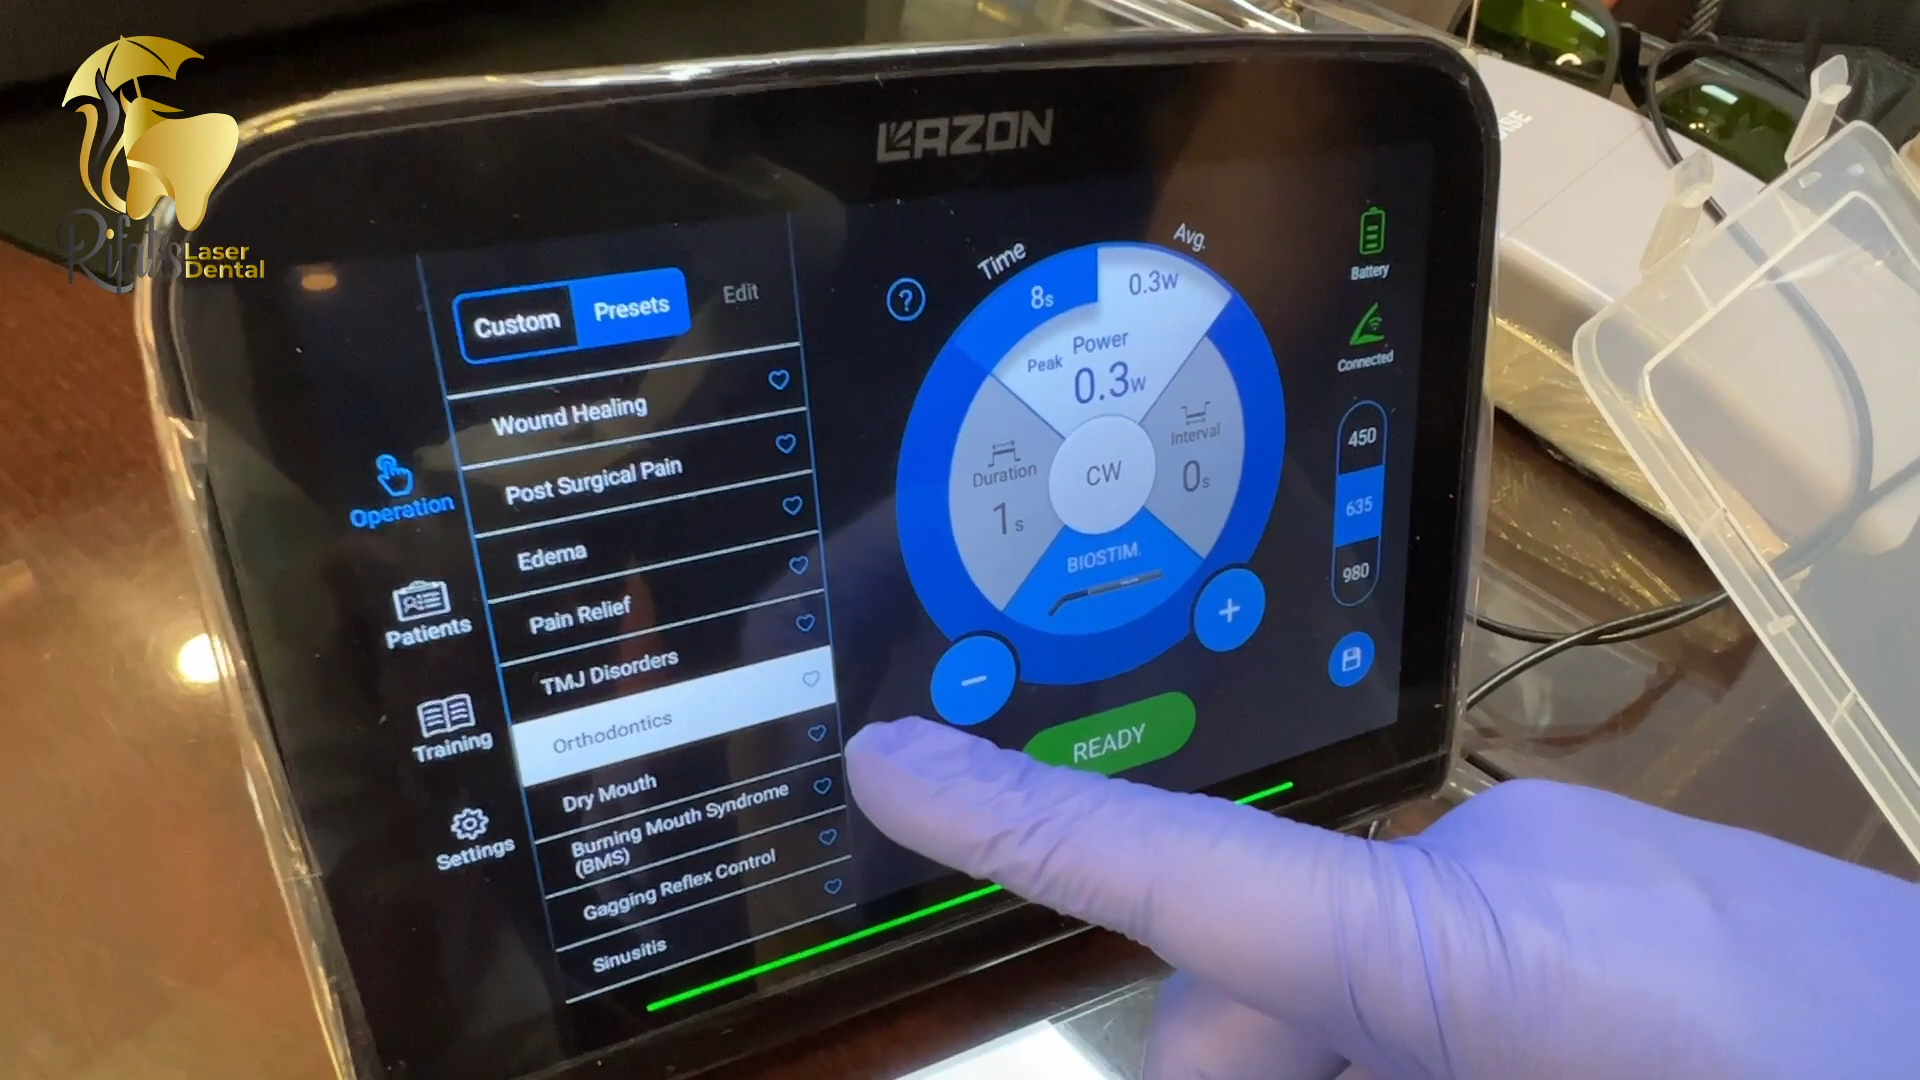 Rifat's Laser
Dental
LAZON
Custom
Presets
Edit
Wound Healing
Post Surgical Pain
Edema
Pain Relief
TMJ Disorders
Orthodontics
Dry Mouth
Burning Mouth Syndrome
(BMS)
Gagging Reflex Control
Sinusitis
Operation
Patients
Training
Settings
?
Time
8s
Avg.
0.3w
Power
Peak
0.3w
Duration
1s
CW
Interval
0s
BIOSTIM.
−
+
READY
Battery
Connected
450
635
980